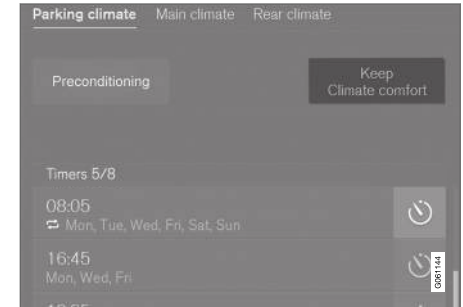 Parking climate Main climate Rear climate
Preconditioning
Keep
Climate comfort
Timers 5/8
08:05
Mon, Tue, Wed, Fri, Sat, Sun
16:45
Mon, Wed, Fri
G061144